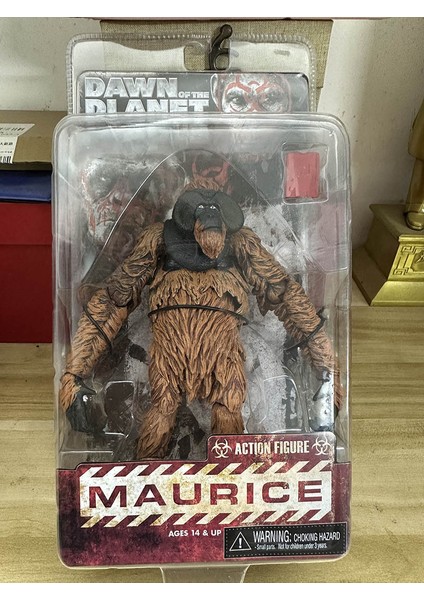 DAWN OF THE
PLANET
ACTION FIGURE
MAURICE
AGES 14 & UP
WARNING: CHOKING HAZARD
- Small parts. Not for children under 3 years.